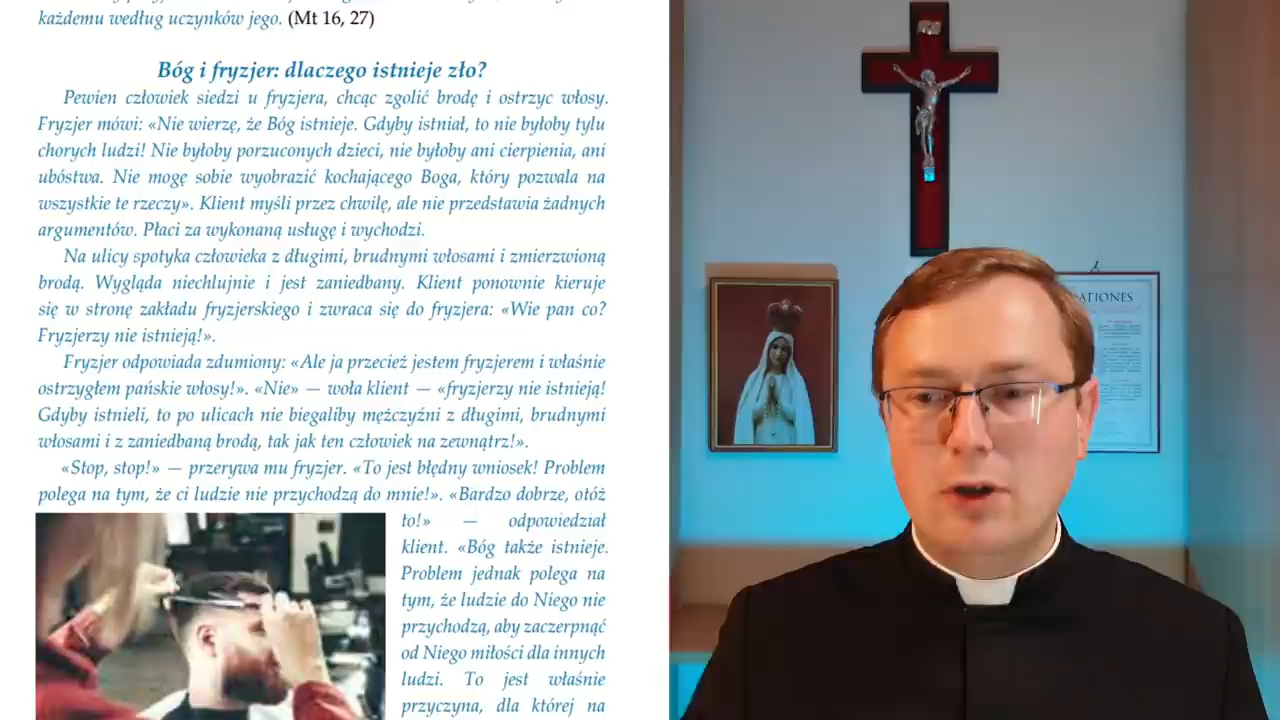 każdemu według uczynków jego. (Mt 16, 27)
Bóg i fryzjer: dlaczego istnieje zło?
Pewien człowiek siedzi u fryzjera, chcąc zgolić brodę i ostrzyc włosy.
Fryzjer mówi: «Nie wierzę, że Bóg istnieje. Gdyby istniał, to nie byłoby tylu
chorych ludzi! Nie byłoby porzuconych dzieci, nie byłoby ani cierpienia, ani
ubóstwa. Nie mogę sobie wyobrazić kochającego Boga, który pozwala na
wszystkie te rzeczy». Klient myśli przez chwilę, ale nie przedstawia żadnych
argumentów. Płaci za wykonaną usługę i wychodzi.
Na ulicy spotyka człowieka z długimi, brudnymi włosami i zmierzwioną
brodą. Wygląda niechlujnie i jest zaniedbany. Klient ponownie kieruje
się w stronę zakładu fryzjerskiego i zwraca się do fryzjera: «Wie pan co?
Fryzjerzy nie istnieją!».
Fryzjer odpowiada zdumiony: «Ale ja przecież jestem fryzjerem i właśnie
ostrzygłem pańskie włosy!». «Nie» — woła klient — «fryzjerzy nie istnieją!
Gdyby istnieli, to po ulicach nie biegaliby mężczyźni z długimi, brudnymi
włosami i z zaniedbaną brodą, tak jak ten człowiek na zewnątrz!».
«Stop, stop!» — przerywa mu fryzjer. «To jest błędny wniosek! Problem
polega na tym, że ci ludzie nie przychodzą do mnie!». «Bardzo dobrze, otóż
to!» — odpowiedział
klient. «Bóg także istnieje.
Problem jednak polega na
tym, że ludzie do Niego nie
przychodzą, aby zaczerpnąć
od Niego miłości dla innych
ludzi. To jest właśnie
przyczyna, dla której na
ATIONES